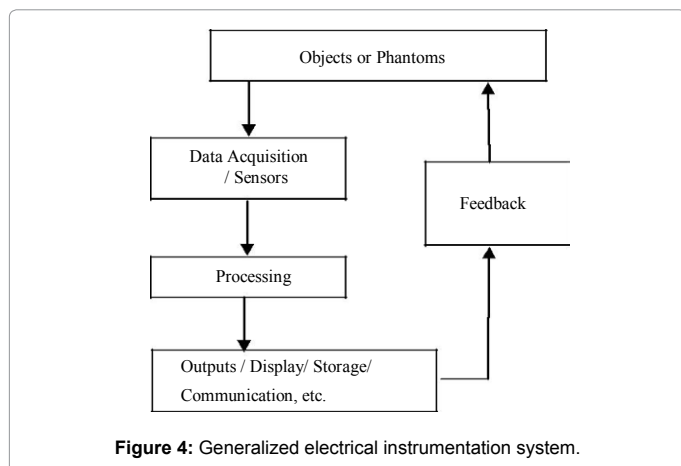 Objects or Phantoms
Data Acquisition
/ Sensors
Feedback
Processing
Outputs / Display/ Storage/
Communication, etc.
Figure 4: Generalized electrical instrumentation system.